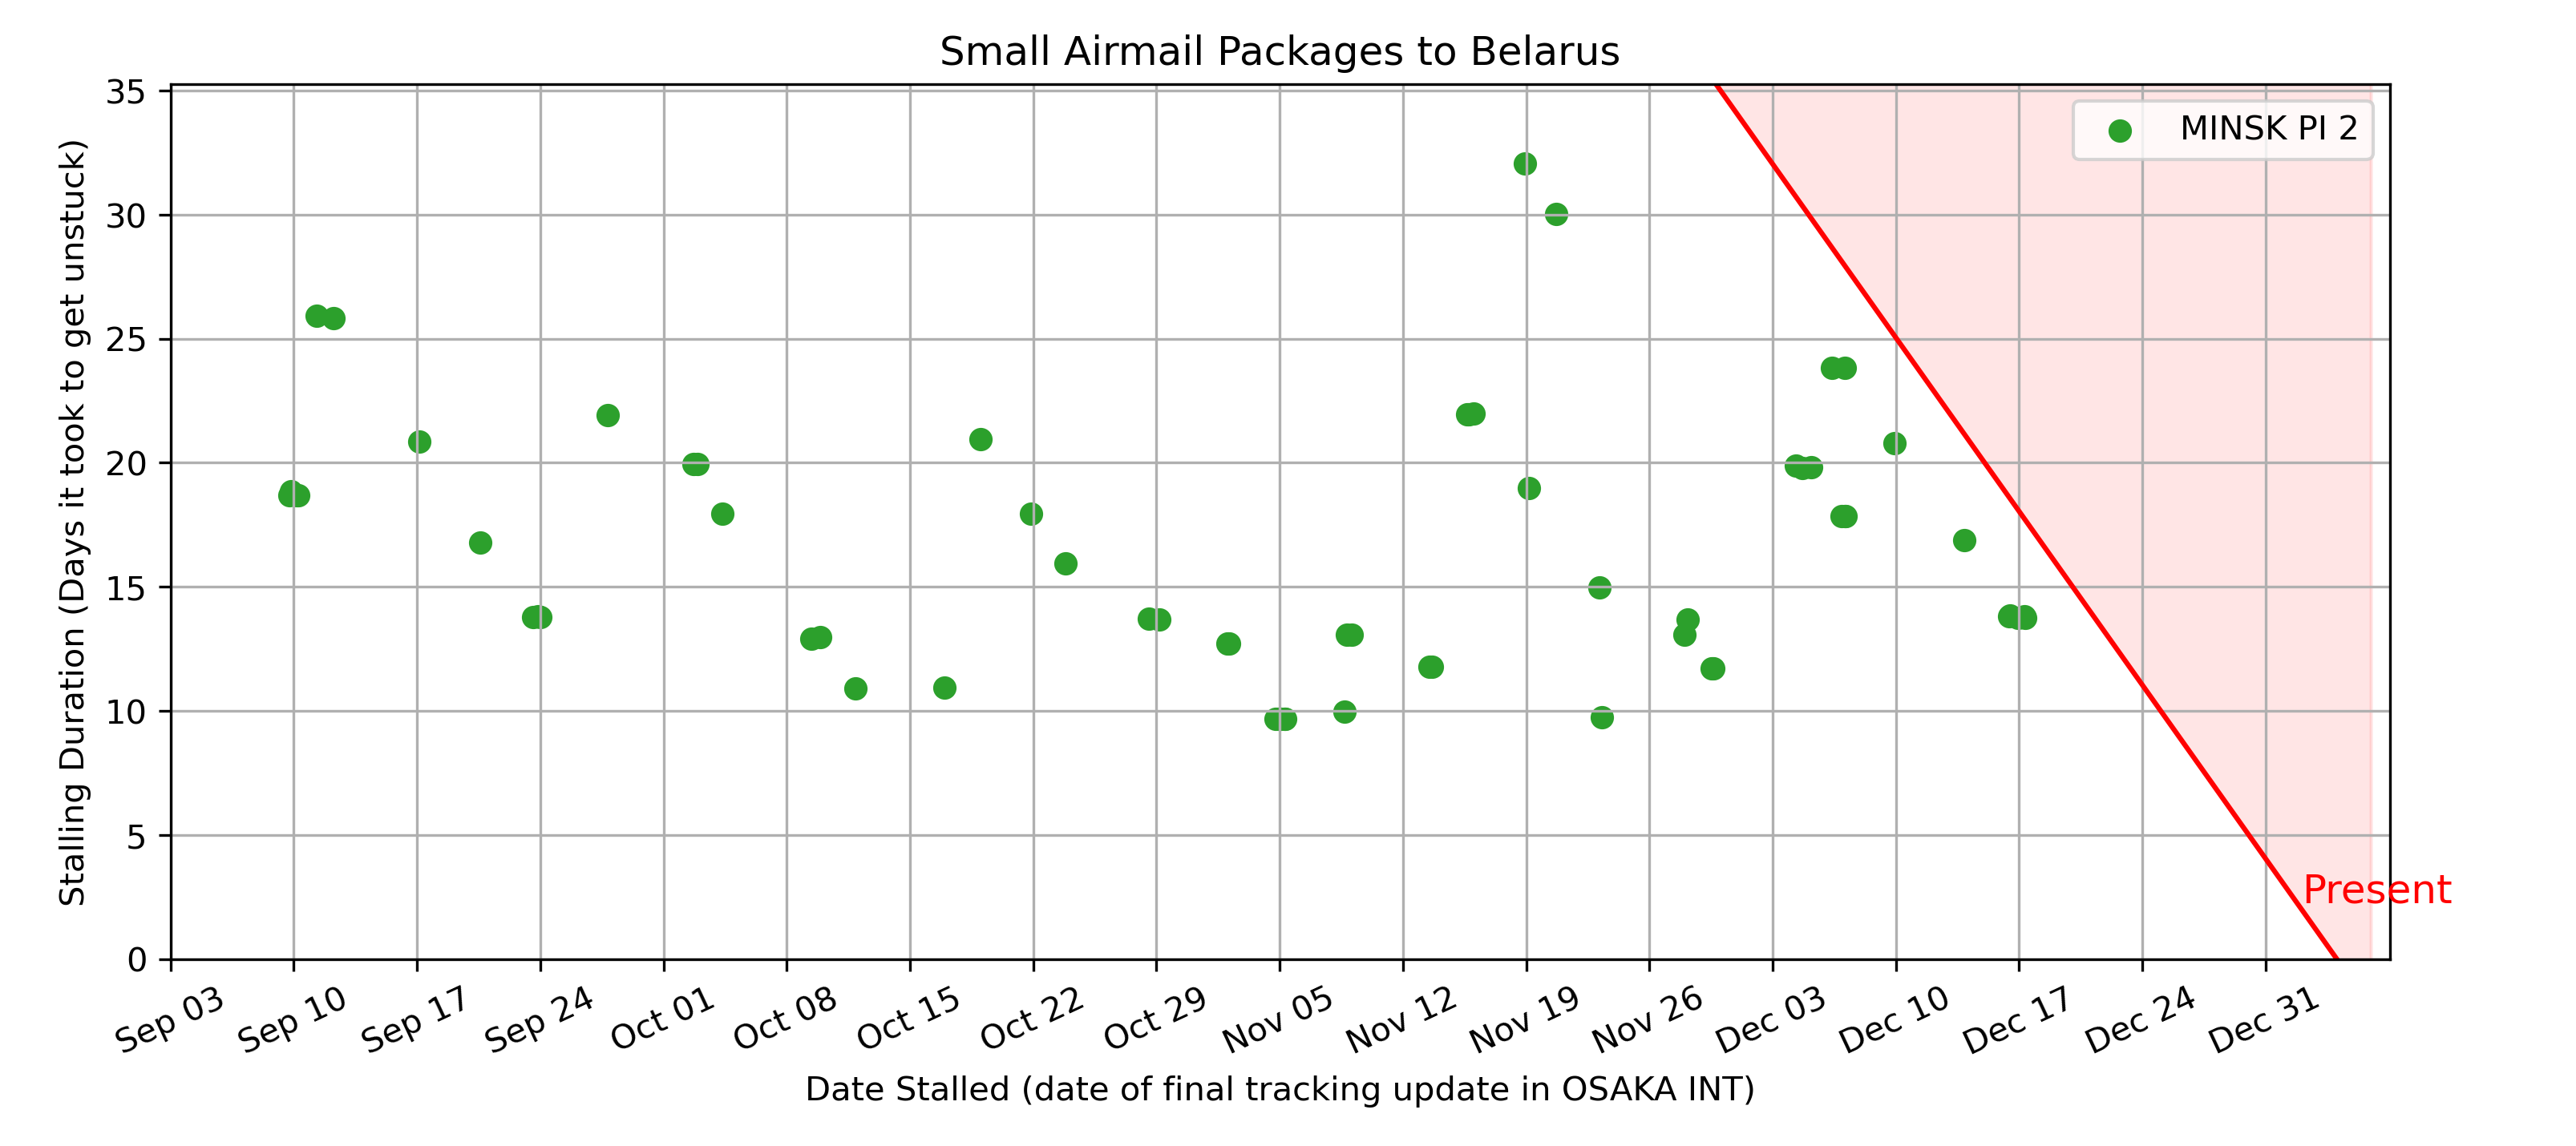 Small Airmail Packages to Belarus
Stalling Duration (Days it took to get unstuck)
35
30
25
20
15
10
5
0
MINSK PI 2
Present
Sep 03
Sep 10
Sep 17
Sep 24
Oct 01
Oct 08
Oct 15
Oct 22
Oct 29
Nov 05
Nov 12
Nov 19
Nov 26
Dec 03
Dec 10
Dec 17
Dec 24
Dec 31
Date Stalled (date of final tracking update in OSAKA INT)